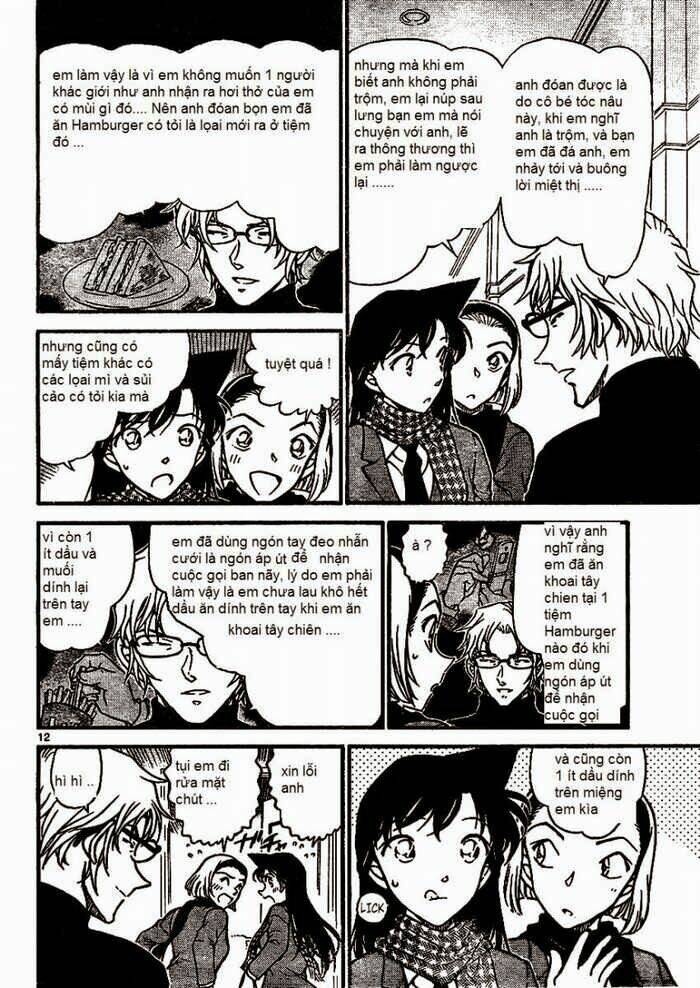 anh đóan được là
do cô bé tóc nâu
này, khi em nghĩ
anh là trộm, và bạn
em đã đá anh, em
nhảy tới và buông
lời miệt thị .....
nhưng mà khi em
biết anh không phải
trộm, em lại núp sau
lưng bạn em mà nói
chuyện với anh, lẽ
ra thông thương thì
em phải làm ngược
lại ......
em làm vậy là vì em không muốn 1 người
khác giới như anh nhận ra hơi thở của em
có mùi gì đó.... Nên anh đóan bọn em đã
ăn Hamburger có tỏi là lọai mới ra ở tiệm
đó ...
tuyệt quá !
nhưng cũng có
mấy tiệm khác có
các lọai mì và sủi
cảo có tỏi kia mà
vì vậy anh
nghĩ rằng
em đã ăn
khoai tây
chien tại 1
tiệm
Hamburger
nào đó khi
em dùng
ngón áp út
để nhận
cuộc gọi
à ?
em đã dùng ngón tay đeo nhẫn
cưới là ngón áp út để nhận
cuộc gọi ban nãy, lý do em phải
làm vậy là em chưa lau khô hết
dầu ăn dính trên tay khi em ăn
khoai tây chiên ....
vì còn 1
ít dầu và
muối
dính lại
trên tay
em ....
12
và cũng còn
1 ít dầu dính
trên miệng
em kìa
LICK
xin lỗi
anh
tụi em đi
rửa mặt
chút ...
hì hì ..